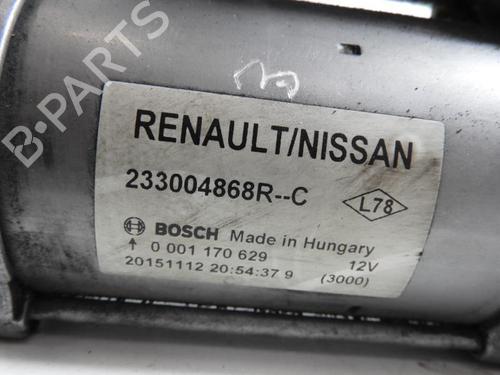 3
RENAULT/NISSAN
233004868R--C
L78
BOSCH Made in Hungary
0 001 170 629 12V
20151112 20:54:37 9 (3000)
B-PARTS